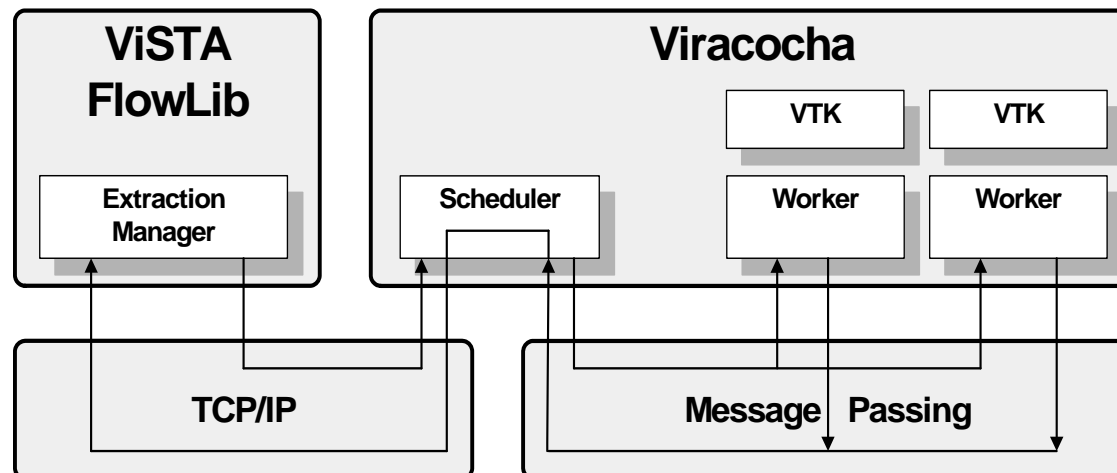 ViSTA
FlowLib
Extraction
Manager
Viracocha
VTK
VTK
Scheduler
Worker
Worker
TCP/IP
Message Passing